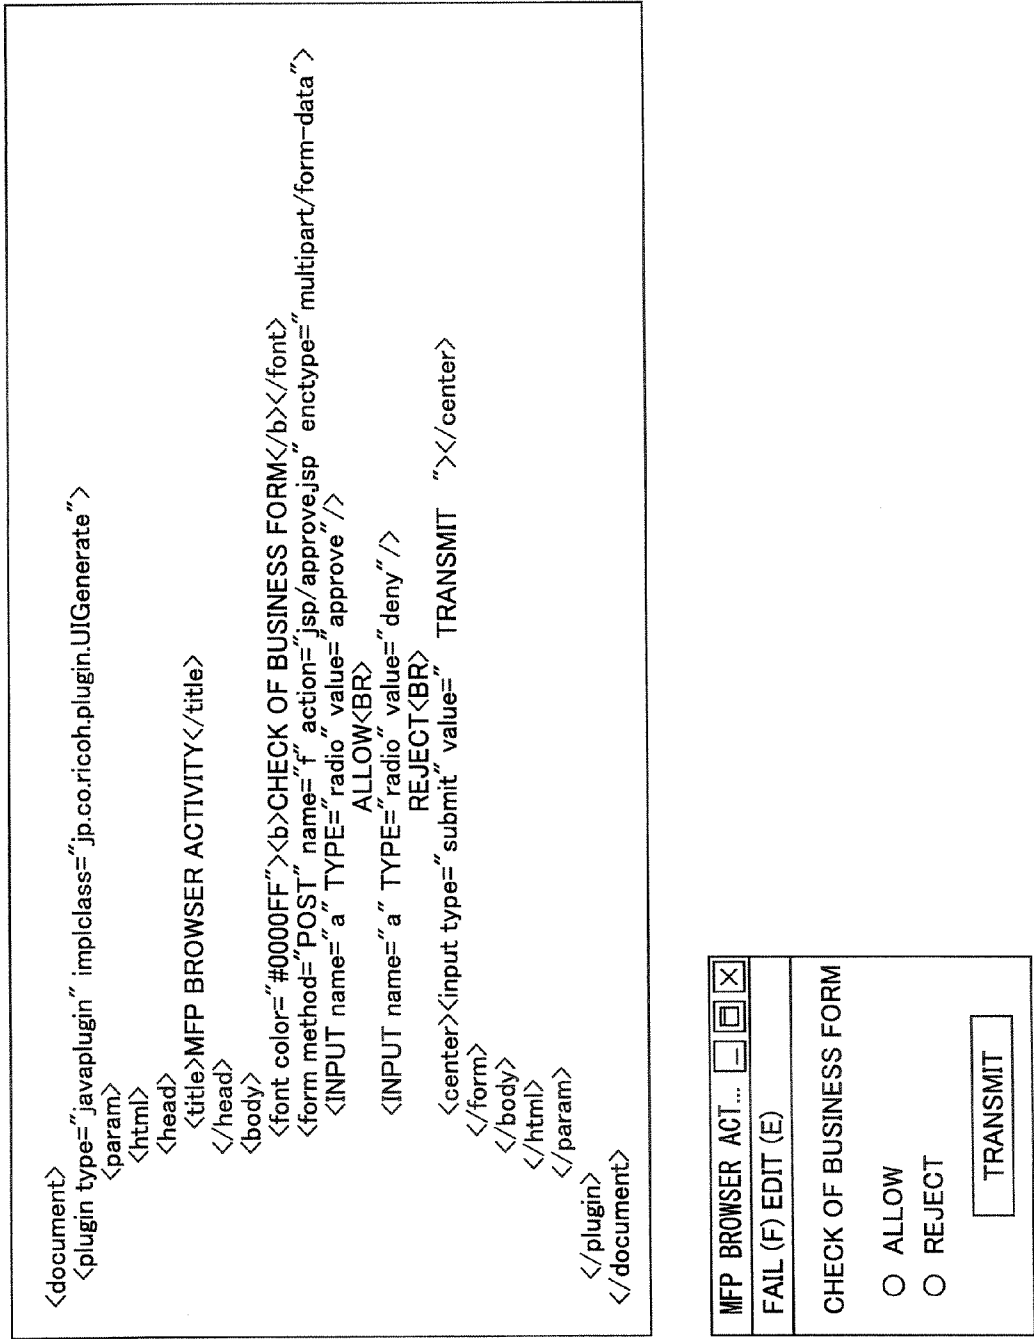 <document>
<plugin type="javaplugin" implclass="jp.co.ricoh.plugin.UIGenerate">
<param>
<html>
<head>
<title>MFP BROWSER ACTIVITY</title>
</head>
<body>
<font color="#0000FF"><b>CHECK OF BUSINESS FORM</b></font>
<form method="POST" name="f" action="jsp/approve.jsp" enctype="multipart/form-data">
<INPUT name="a" TYPE="radio" value="approve"/>
ALLOW<BR>
<INPUT name="a" TYPE="radio" value="deny"/>
REJECT<BR>
<center><input type="submit" value=" TRANSMIT "></center>
</form>
</body>
</html>
</param>
</plugin>
</document>
MFP BROWSER ACT...
FAIL (F) EDIT (E)
CHECK OF BUSINESS FORM
ALLOW
REJECT
TRANSMIT